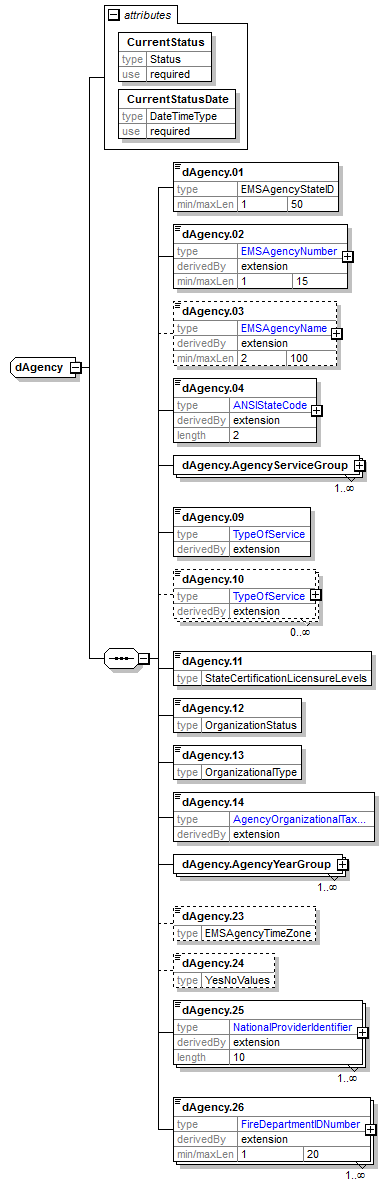 attributes
CurrentStatus
type Status
use required
CurrentStatusDate
type DateTimeType
use required
dAgency
dAgency.01
type EMSAgencyStateID
min/maxLen 1 50
dAgency.02
type EMSAgencyNumber
derivedBy extension
min/maxLen 1 15
dAgency.03
type EMSAgencyName
derivedBy extension
min/maxLen 2 100
dAgency.04
type ANSIStateCode
derivedBy extension
length 2
dAgency.AgencyServiceGroup
1..∞
dAgency.09
type TypeOfService
derivedBy extension
dAgency.10
type TypeOfService
derivedBy extension
0..∞
dAgency.11
type StateCertificationLicensureLevels
dAgency.12
type OrganizationStatus
dAgency.13
type OrganizationalType
dAgency.14
type AgencyOrganizationalTax...
derivedBy extension
dAgency.AgencyYearGroup
1..∞
dAgency.23
type EMSAgencyTimeZone
dAgency.24
type YesNoValues
dAgency.25
type NationalProviderIdentifier
derivedBy extension
length 10
1..∞
dAgency.26
type FireDepartmentIDNumber
derivedBy extension
min/maxLen 1 20
1..∞